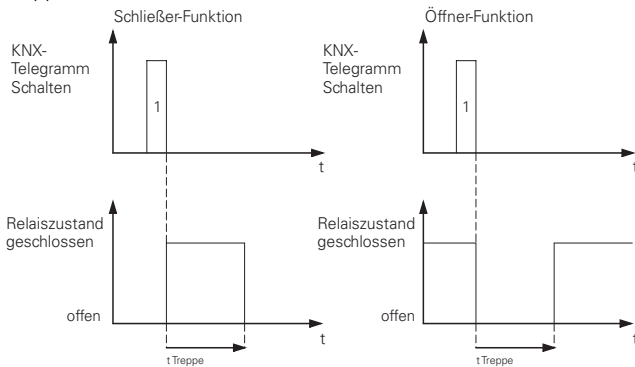 Schließer-Funktion
KNX-
Telegramm
Schalten
1
t
Relaiszustand
geschlossen
offen
t
t Treppe
Öffner-Funktion
KNX-
Telegramm
Schalten
1
t
Relaiszustand
geschlossen
offen
t
t Treppe